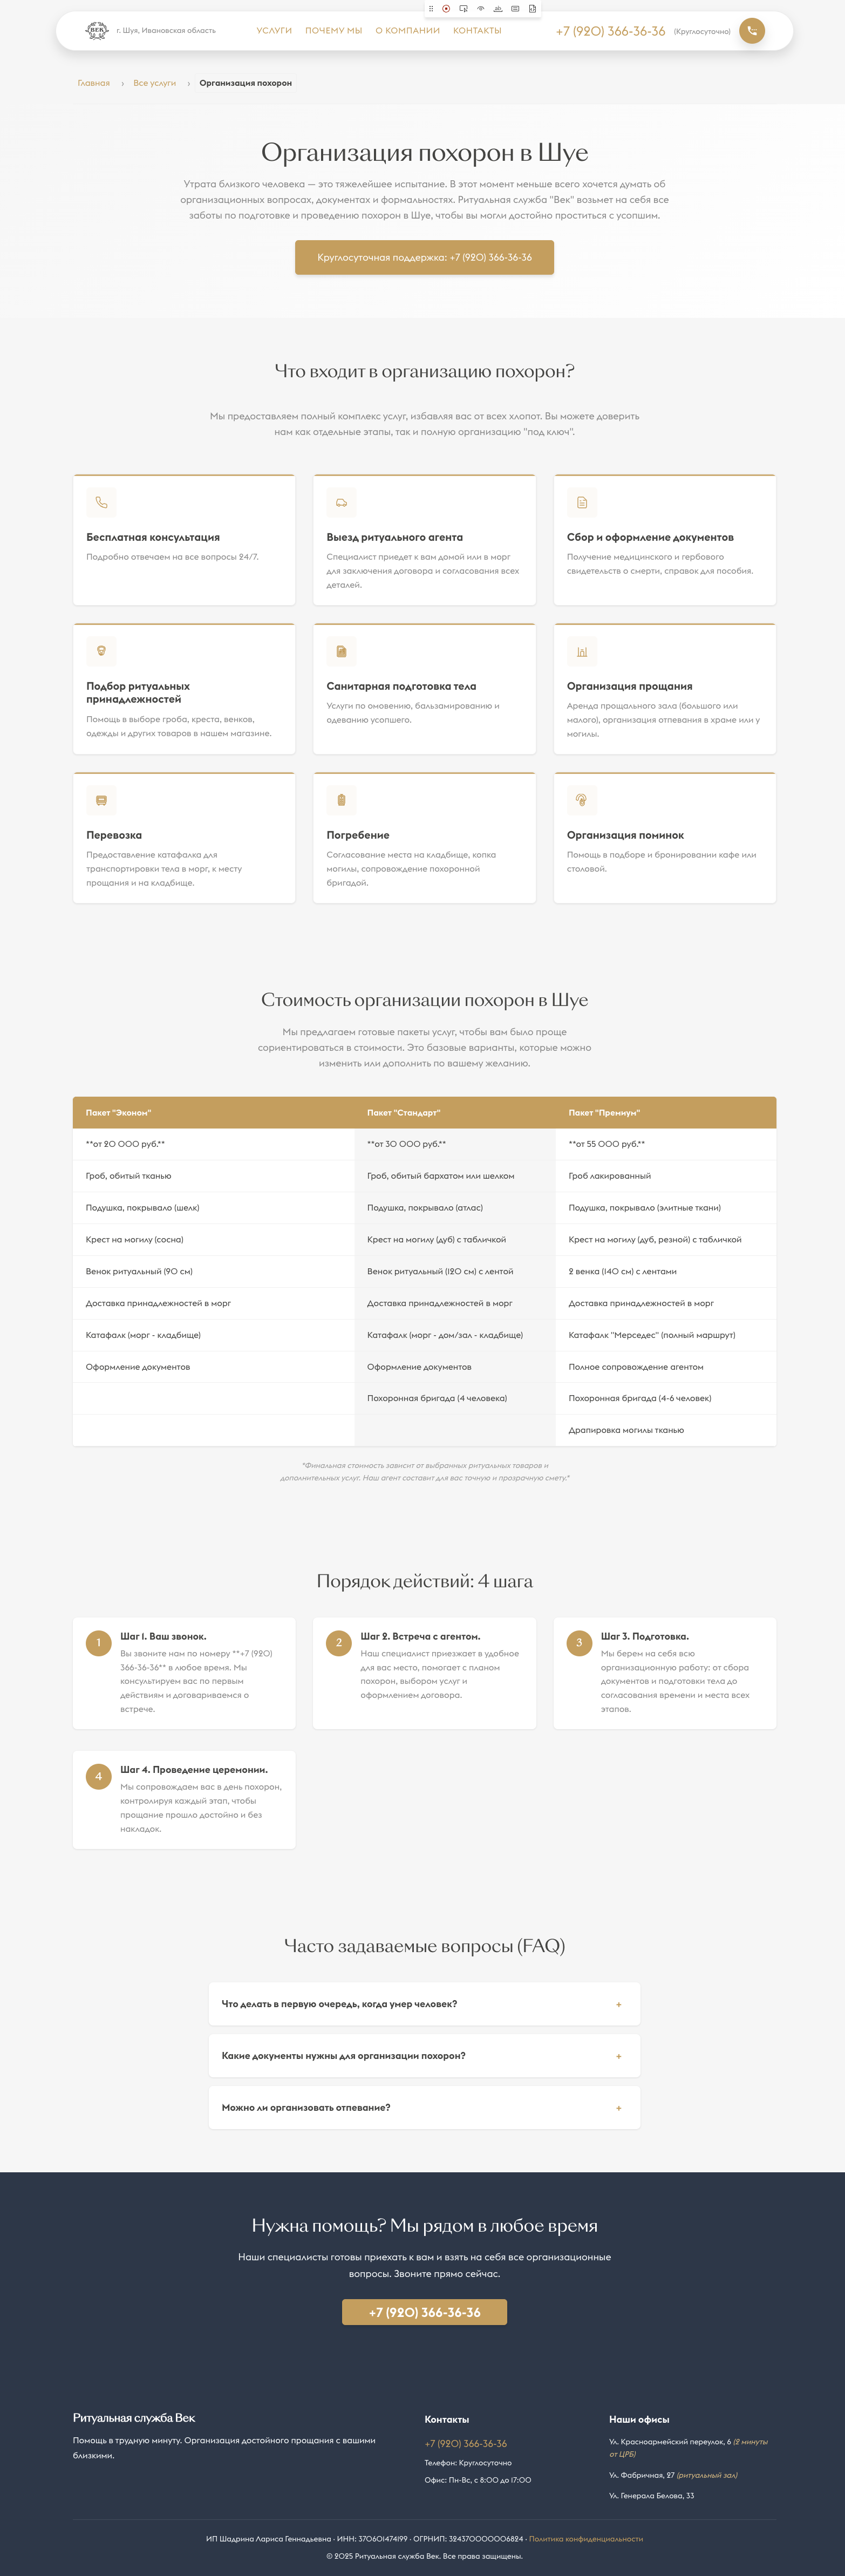 ВЕК
г. Шуя, Ивановская область
УСЛУГИ ПОЧЕМУ МЫ О КОМПАНИИ КОНТАКТЫ
+7 (920) 366-36-36 (Круглосуточно)
Главная › Все услуги › Организация похорон
Организация похорон в Шуе
Утрата близкого человека — это тяжелейшее испытание. В этот момент меньше всего хочется думать об
организационных вопросах, документах и формальностях. Ритуальная служба "Век" возьмет на себя все
заботы по подготовке и проведению похорон в Шуе, чтобы вы могли достойно проститься с усопшим.
Круглосуточная поддержка: +7 (920) 366-36-36
Что входит в организацию похорон?
Мы предоставляем полный комплекс услуг, избавляя вас от всех хлопот. Вы можете доверить
нам как отдельные этапы, так и полную организацию "под ключ".
Бесплатная консультация
Подробно отвечаем на все вопросы 24/7.
Выезд ритуального агента
Специалист приедет к вам домой или в морг
для заключения договора и согласования всех
деталей.
Сбор и оформление документов
Получение медицинского и гербового
свидетельств о смерти, справок для пособия.
Подбор ритуальных
принадлежностей
Помощь в выборе гроба, креста, венков,
одежды и других товаров в нашем магазине.
Санитарная подготовка тела
Услуги по омовению, бальзамированию и
одеванию усопшего.
Организация прощания
Аренда прощального зала (большого или
малого), организация отпевания в храме или у
могилы.
Перевозка
Предоставление катафалка для
транспортировки тела в морг, к месту
прощания и на кладбище.
Погребение
Согласование места на кладбище, копка
могилы, сопровождение похоронной
бригадой.
Организация поминок
Помощь в подборе и бронировании кафе или
столовой.
Стоимость организации похорон в Шуе
Мы предлагаем готовые пакеты услуг, чтобы вам было проще
сориентироваться в стоимости. Это базовые варианты, которые можно
изменить или дополнить по вашему желанию.
Пакет "Эконом" Пакет "Стандарт" Пакет "Премиум"
**от 20 000 руб.** **от 30 000 руб.** **от 55 000 руб.**
Гроб, обитый тканью Гроб, обитый бархатом или шелком Гроб лакированный
Подушка, покрывало (шелк) Подушка, покрывало (атлас) Подушка, покрывало (элитные ткани)
Крест на могилу (сосна) Крест на могилу (дуб) с табличкой Крест на могилу (дуб, резной) с табличкой
Венок ритуальный (90 см) Венок ритуальный (120 см) с лентой 2 венка (140 см) с лентами
Доставка принадлежностей в морг Доставка принадлежностей в морг Доставка принадлежностей в морг
Катафалк (морг - кладбище) Катафалк (морг - дом/зал - кладбище) Катафалк "Мерседес" (полный маршрут)
Оформление документов Оформление документов Полное сопровождение агентом
Похоронная бригада (4 человека) Похоронная бригада (4-6 человек)
Драпировка могилы тканью
*Финальная стоимость зависит от выбранных ритуальных товаров и
дополнительных услуг. Наш агент составит для вас точную и прозрачную смету.*
Порядок действий: 4 шага
1
Шаг 1. Ваш звонок.
Вы звоните нам по номеру **+7 (920)
366-36-36** в любое время. Мы
консультируем вас по первым
действиям и договариваемся о
встрече.
2
Шаг 2. Встреча с агентом.
Наш специалист приезжает в удобное
для вас место, помогает с планом
похорон, выбором услуг и
оформлением договора.
3
Шаг 3. Подготовка.
Мы берем на себя всю
организационную работу: от сбора
документов и подготовки тела до
согласования времени и места всех
этапов.
4
Шаг 4. Проведение церемонии.
Мы сопровождаем вас в день похорон,
контролируя каждый этап, чтобы
прощание прошло достойно и без
накладок.
Часто задаваемые вопросы (FAQ)
Что делать в первую очередь, когда умер человек? +
Какие документы нужны для организации похорон? +
Можно ли организовать отпевание? +
Нужна помощь? Мы рядом в любое время
Наши специалисты готовы приехать к вам и взять на себя все организационные
вопросы. Звоните прямо сейчас.
+7 (920) 366-36-36
Ритуальная служба Век
Помощь в трудную минуту. Организация достойного прощания с вашими
близкими.
Контакты
+7 (920) 366-36-36
Телефон: Круглосуточно
Офис: Пн-Вс, с 8:00 до 17:00
Наши офисы
Ул. Красноармейский переулок, 6 (2 минуты
от ЦРБ)
Ул. Фабричная, 27 (ритуальный зал)
Ул. Генерала Белова, 33
ИП Шадрина Лариса Геннадьевна · ИНН: 370601474199 · ОГРНИП: 324370000006824 · Политика конфиденциальности
© 2025 Ритуальная служба Век. Все права защищены.